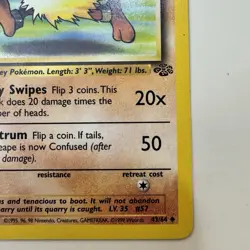 ey Pokémon. Length: 3' 3", Weight: 71 lbs.
y Swipes Flip 3 coins. This
k does 20 damage times the
er of heads.
20x
trum Flip a coin. If tails,
eape is now Confused (after
50
resistance
retreat cost
us and tenacious to boot. It will not abandon
uarry until its quarry is caught. LV. 35 #57
©1995, 96, 98 Nintendo, Creatures, GAMEFREAK. ©1999 Wizards.
43/64